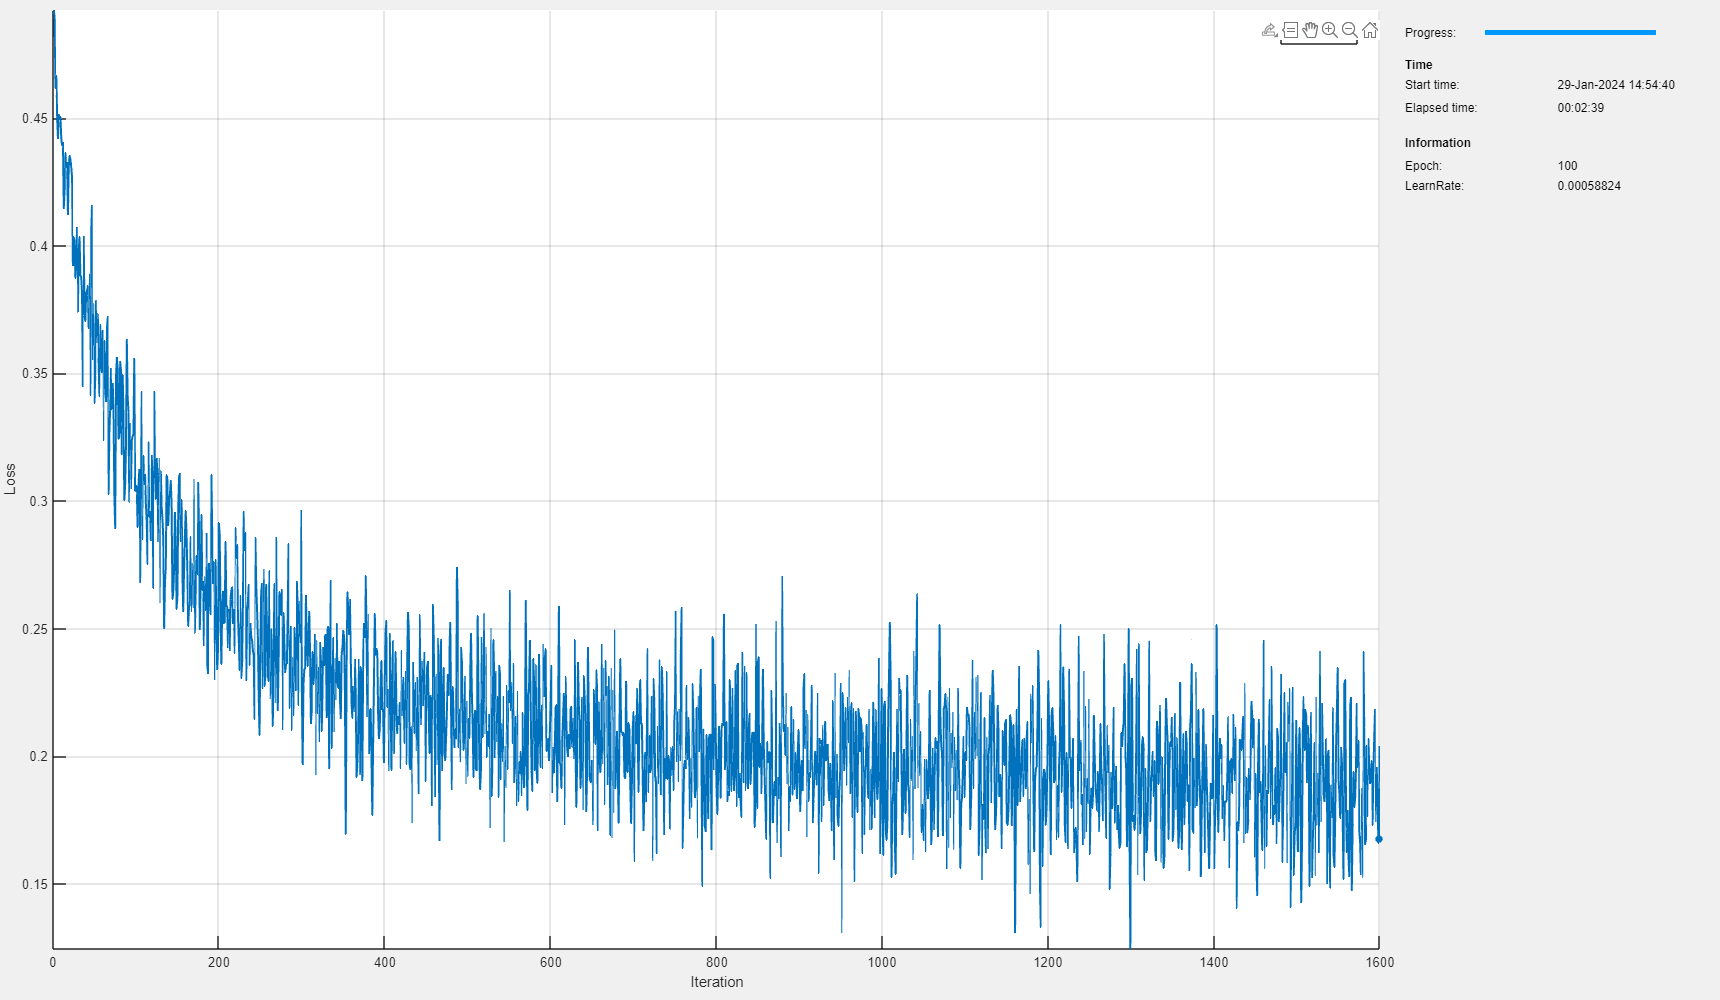 0.45
0.4
0.35
0.3
0.25
0.2
0.15
Loss
0 200 400 600 800 1000 1200 1400 1600
Iteration
Progress:
Time
Start time: 29-Jan-2024 14:54:40
Elapsed time: 00:02:39
Information
Epoch: 100
LearnRate: 0.00058824